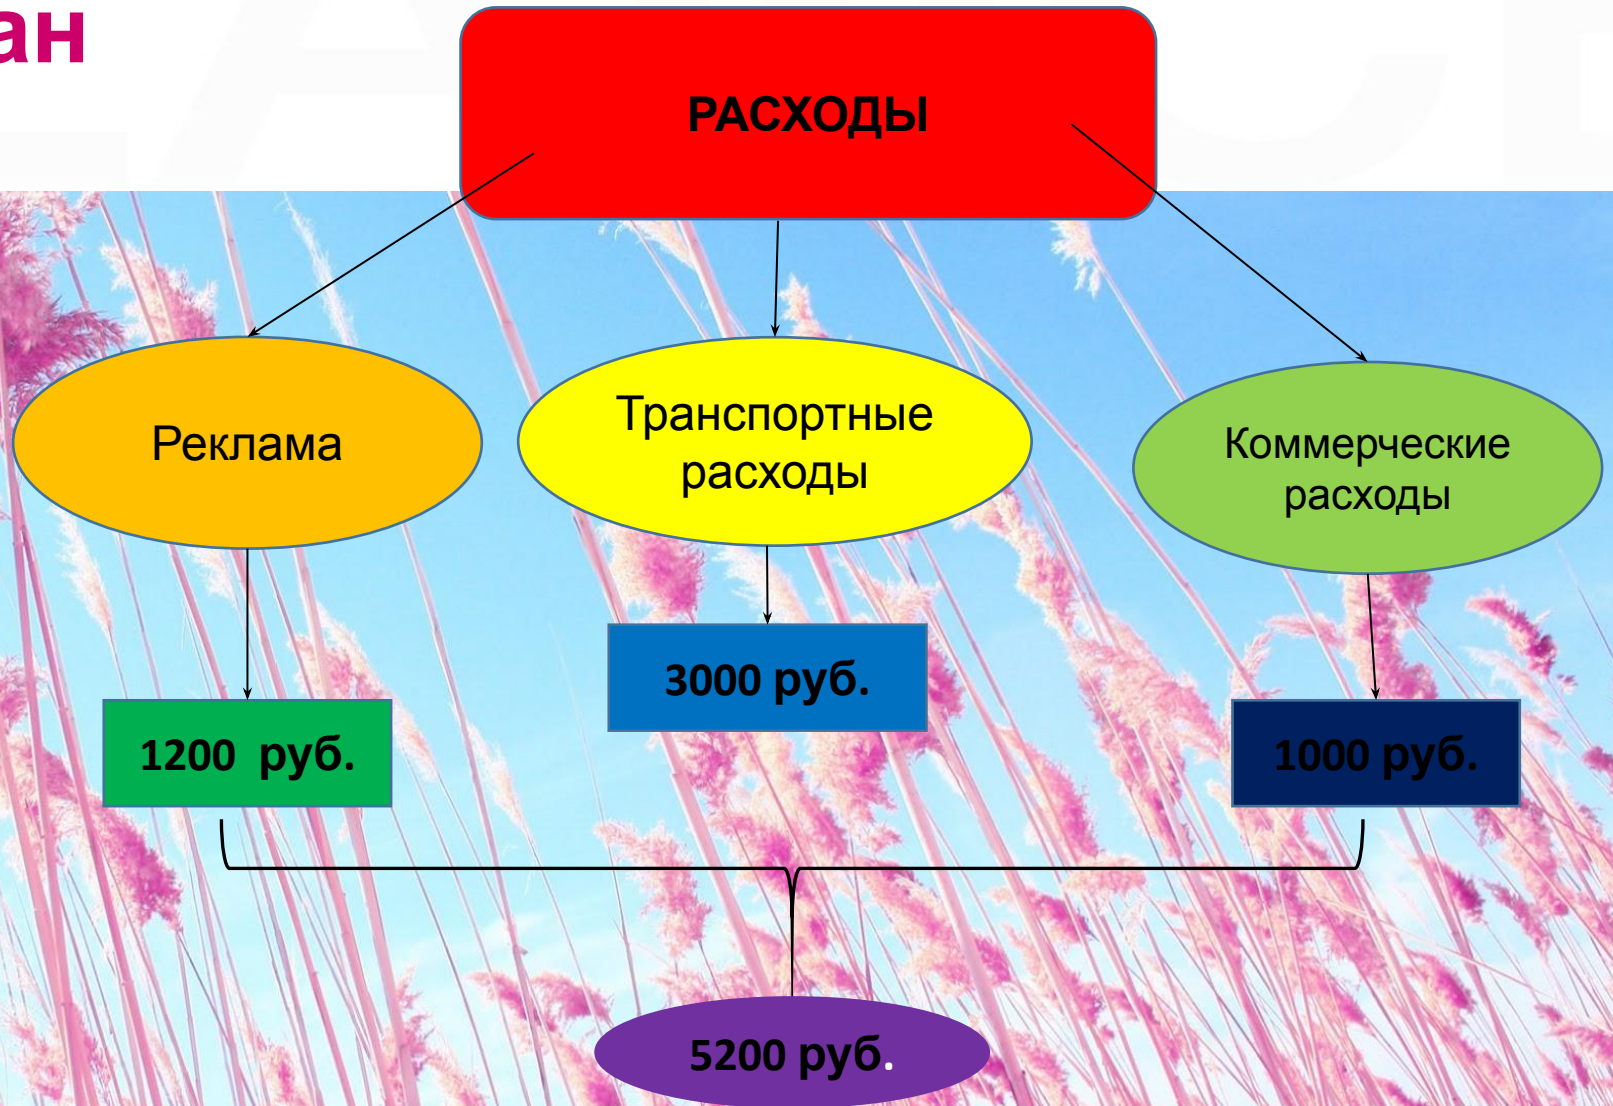 ан
РАСХОДЫ
Реклама
Транспортные
расходы
Коммерческие
расходы
3000 руб.
1200 руб.
1000 руб.
5200 руб.